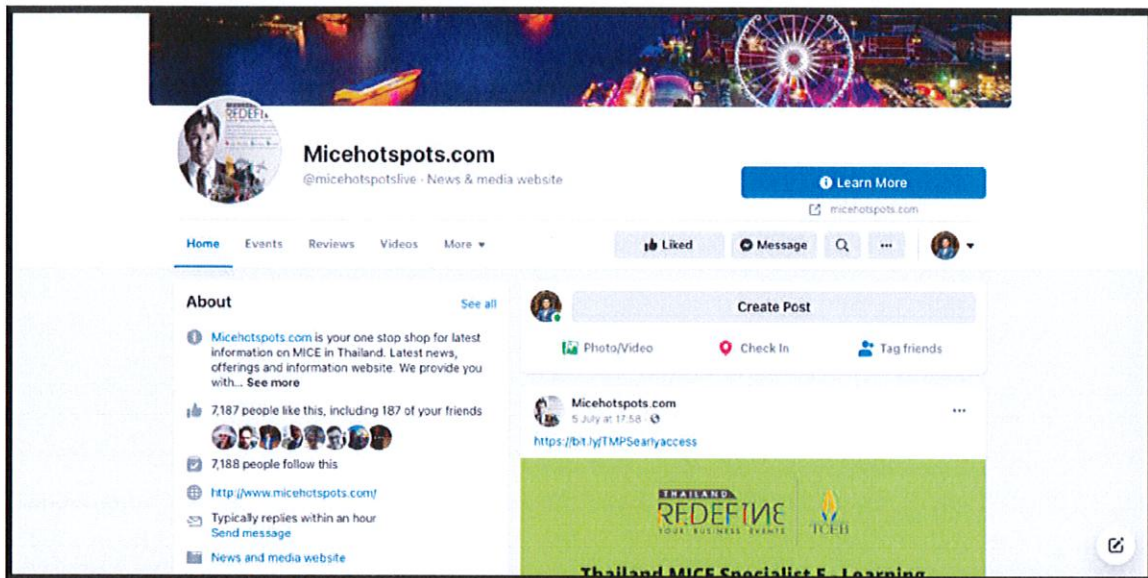 REDEFI
Micehotspots.com
@micehotspotslive · News & media website
Learn More
micehotspots.com
Home Events Reviews Videos More
Liked Message
About See all
Micehotspots.com is your one stop shop for latest
information on MICE in Thailand. Latest news,
offerings and information website. We provide you
with... See more
7,187 people like this, including 187 of your friends
7,188 people follow this
http://www.micehotspots.com/
Typically replies within an hour
Send message
News and media website
Create Post
Photo/Video Check In Tag friends
Micehotspots.com
5 July at 17:58 ·
https://bit.ly/TMPSearlyaccess
THAILAND
REDEFINE
YOUR BUSINESS EVENTS
TCEB
Thailand MICE Specialist E - Learning